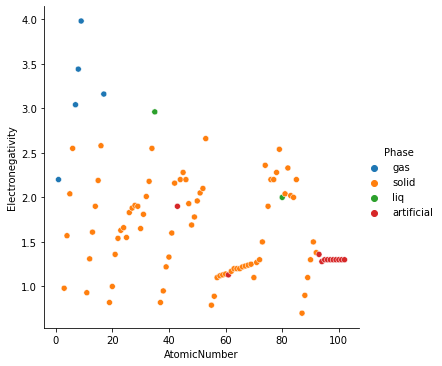 4.0
3.5
3.0
2.5
2.0
1.5
1.0
Electronegativity
0
20
40
60
80
100
AtomicNumber
Phase
gas
solid
liq
artificial